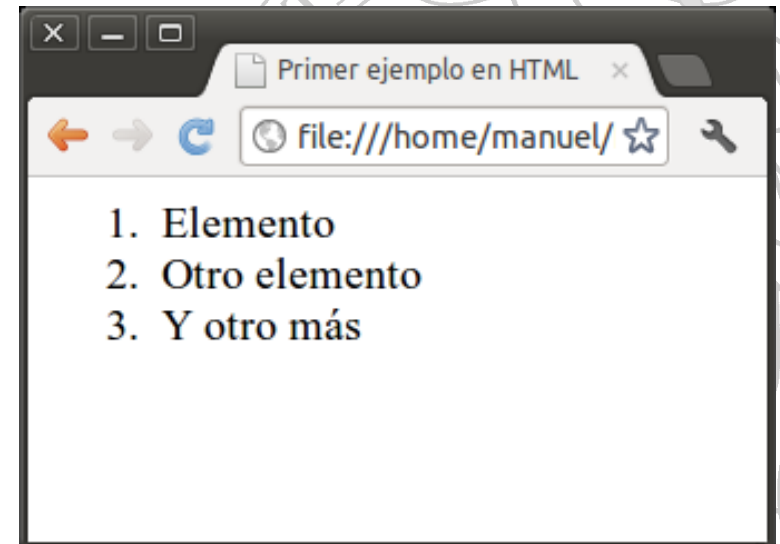 Primer ejemplo en HTML
file:///home/manuel/
1. Elemento
2. Otro elemento
3. Y otro más